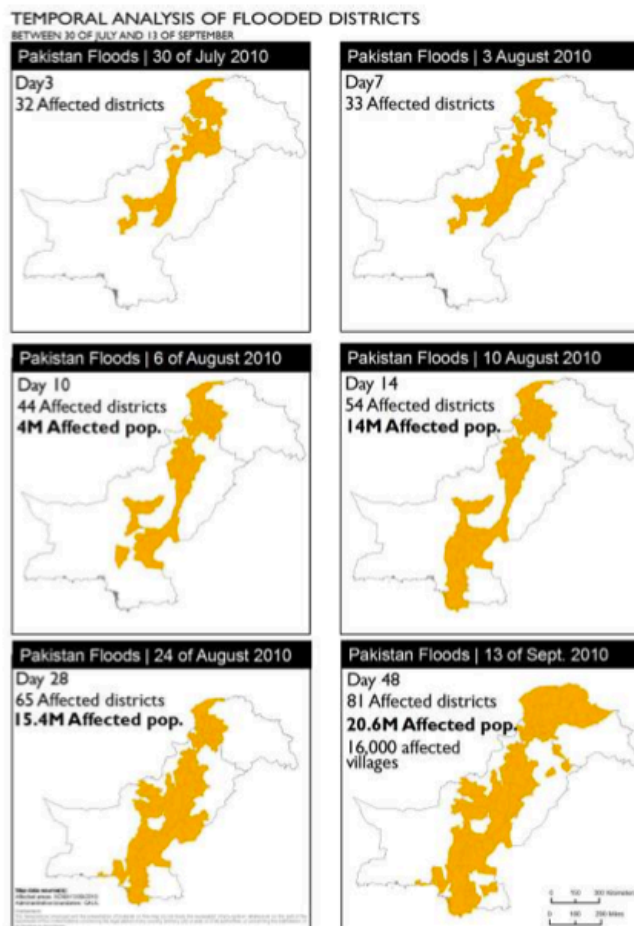 TEMPORAL ANALYSIS OF FLOODED DISTRICTS
BETWEEN 30 OF JULY AND 13 OF SEPTEMBER
Pakistan Floods | 30 of July 2010
Day3
32 Affected districts
Pakistan Floods | 3 August 2010
Day7
33 Affected districts
Pakistan Floods | 6 of August 2010
Day 10
44 Affected districts
4M Affected pop.
Pakistan Floods | 10 August 2010
Day 14
54 Affected districts
14M Affected pop.
Pakistan Floods | 24 of August 2010
Day 28
65 Affected districts
15.4M Affected pop.
Pakistan Floods | 13 of Sept. 2010
Day 48
81 Affected districts
20.6M Affected pop.
16,000 affected
villages